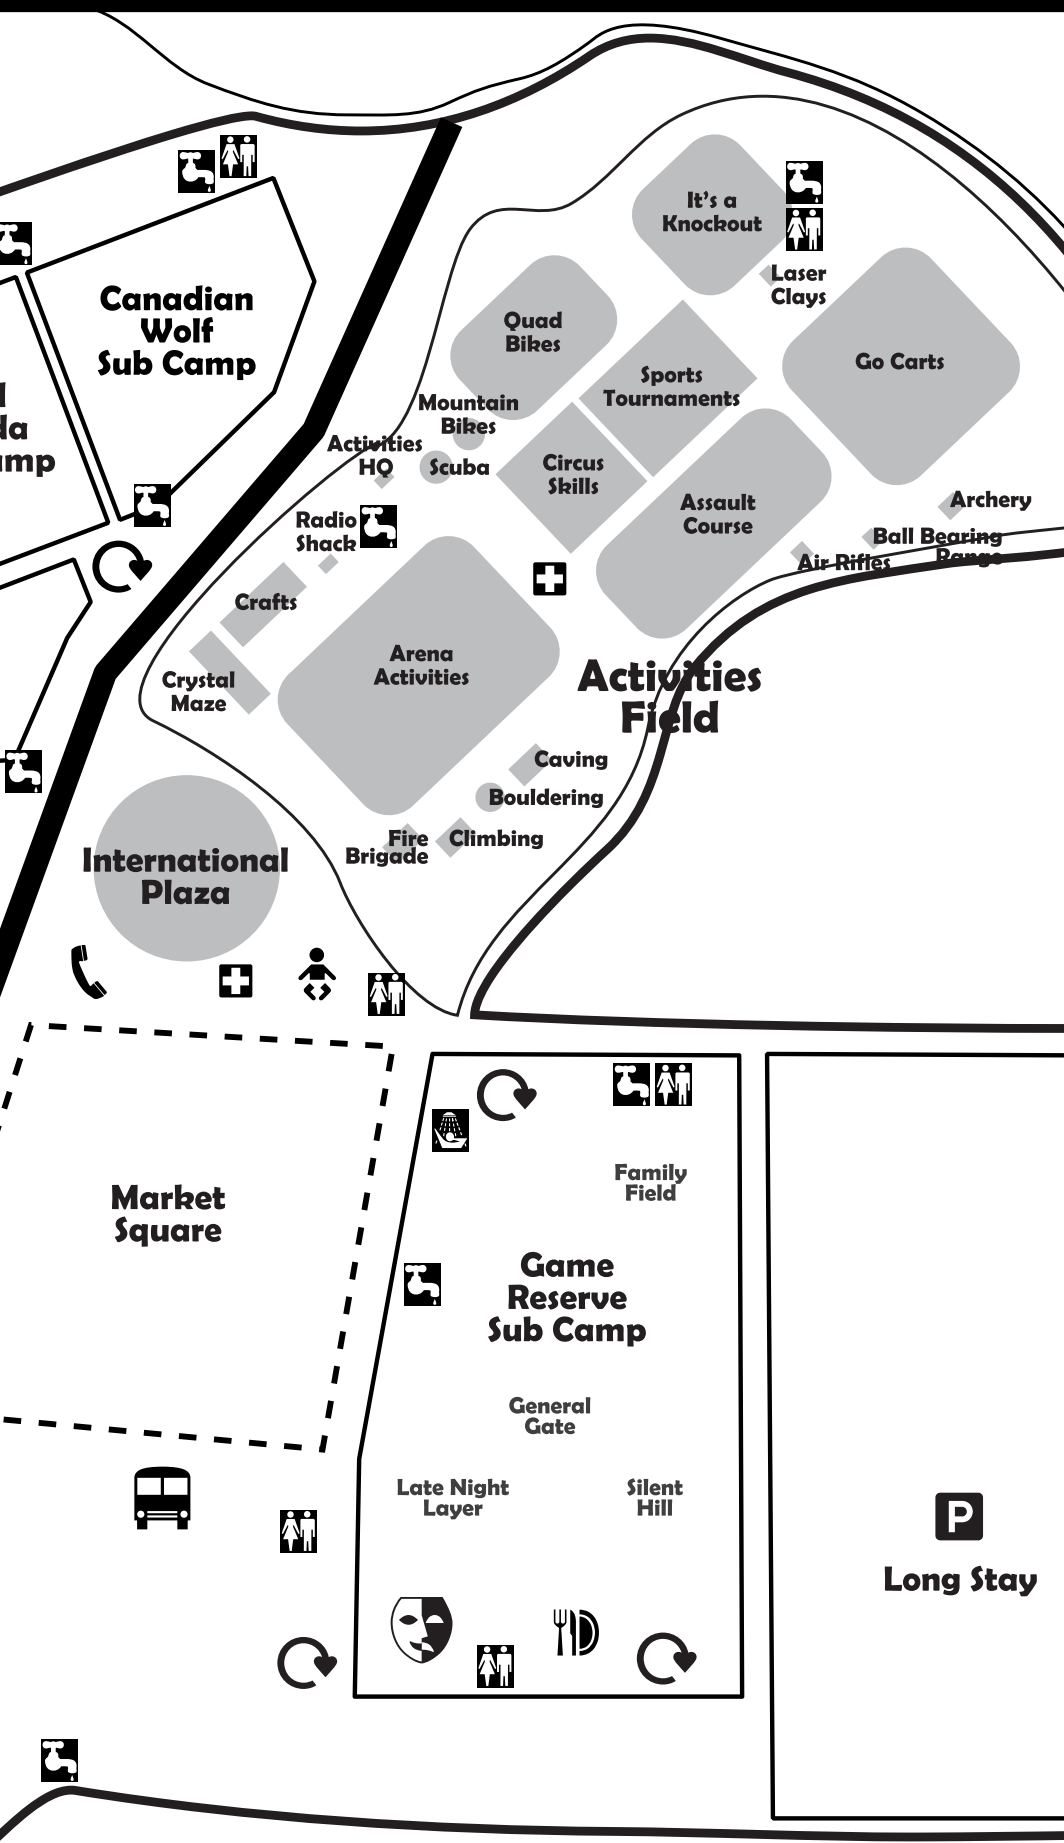 It's a
Knockout
Laser
Clays
Canadian
Wolf
Sub Camp
Quad
Bikes
Go Carts
Sports
Tournaments
Mountain
Bikes
Activities
HQ
Scuba
Circus
Skills
Assault
Course
Archery
Radio
Shack
Ball Bearing
Range
Air Rifles
Crafts
Arena
Activities
Crystal
Maze
Activities
Field
Caving
Bouldering
Fire
Brigade
Climbing
International
Plaza
Market
Square
Family
Field
Game
Reserve
Sub Camp
General
Gate
Late Night
Layer
Silent
Hill
P
Long Stay